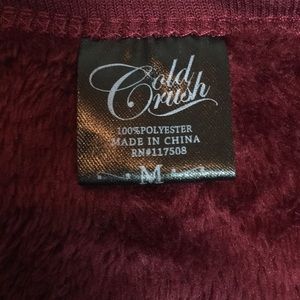 Cold
Crush
100%POLYESTER
MADE IN CHINA
RN#117508
M